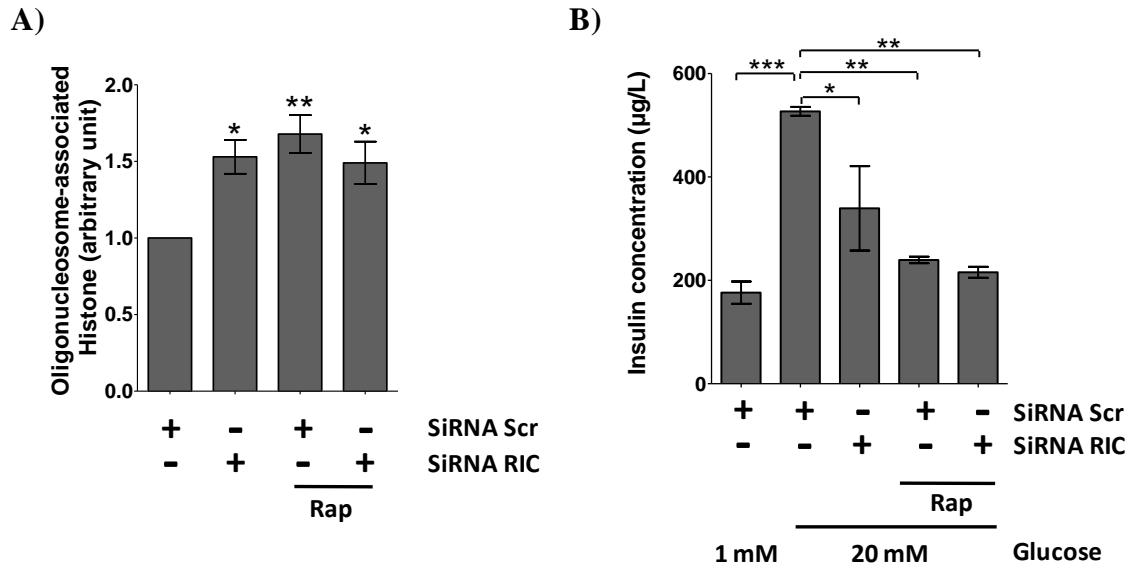 A)
Oligonucleosome-associated
Histone (arbitrary unit)
2.0
1.5
1.0
0.5
0.0
* ** *
+ - + - SiRNA Scr
- + - + SiRNA RIC
Rap
B)
Insulin concentration (µg/L)
600
400
200
0
**
*** **
*
+ + - + - SiRNA Scr
- - + - + SiRNA RIC
Rap
1 mM 20 mM Glucose